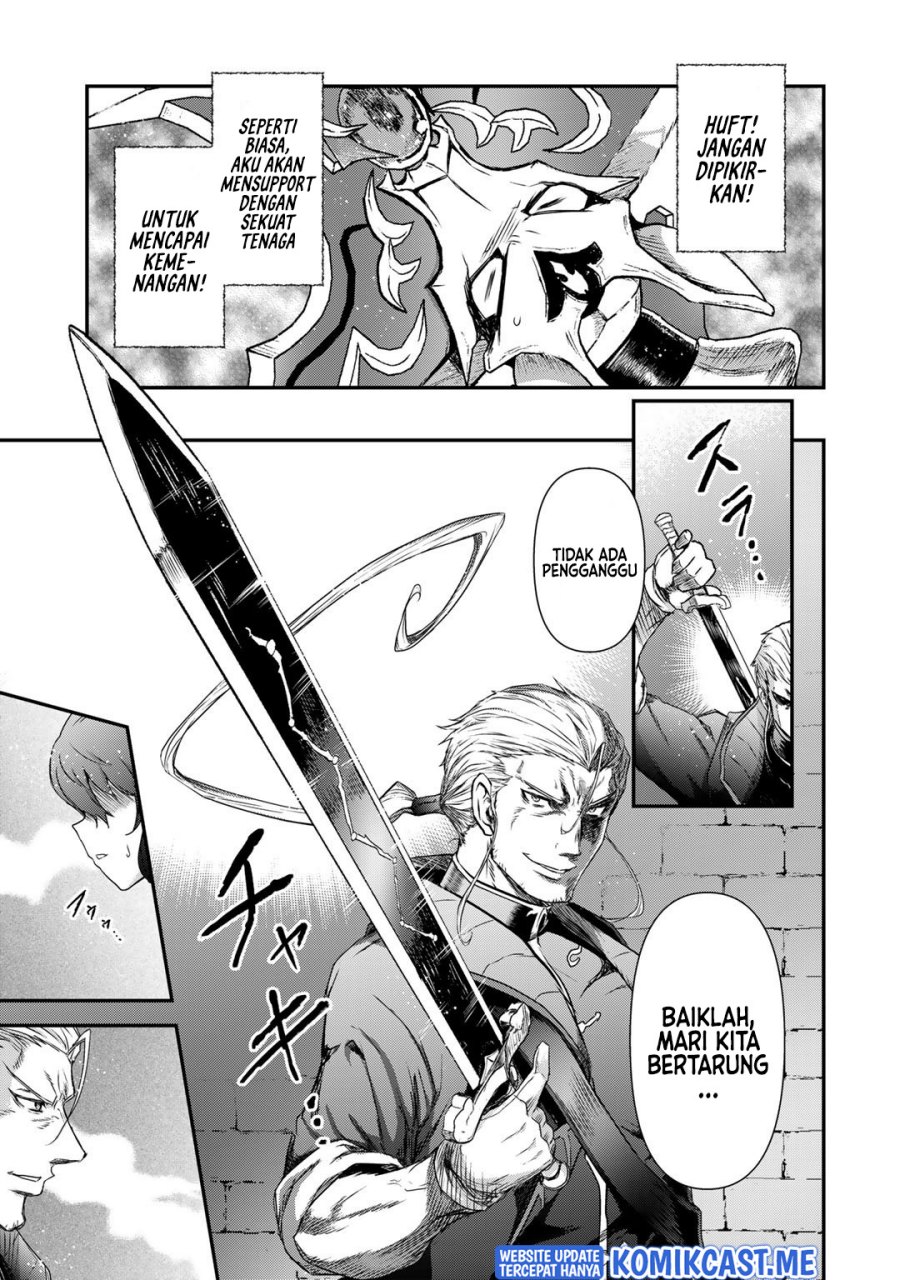 HUFT!
JANGAN
DIPIKIR-
KAN!
SEPERTI
BIASA,
AKU AKAN
MENSUPPORT
DENGAN
SEKUAT
TENAGA
UNTUK
MENCAPAI
KEME-
NANGAN!
トラ...
TIDAK ADA
PENGGANGGU
チャキ...
BAIKLAH,
MARI KITA
BERTARUNG
...
WEBSITE UPDATE
TERCEPAT HANYA
KOMIKCAST.ME